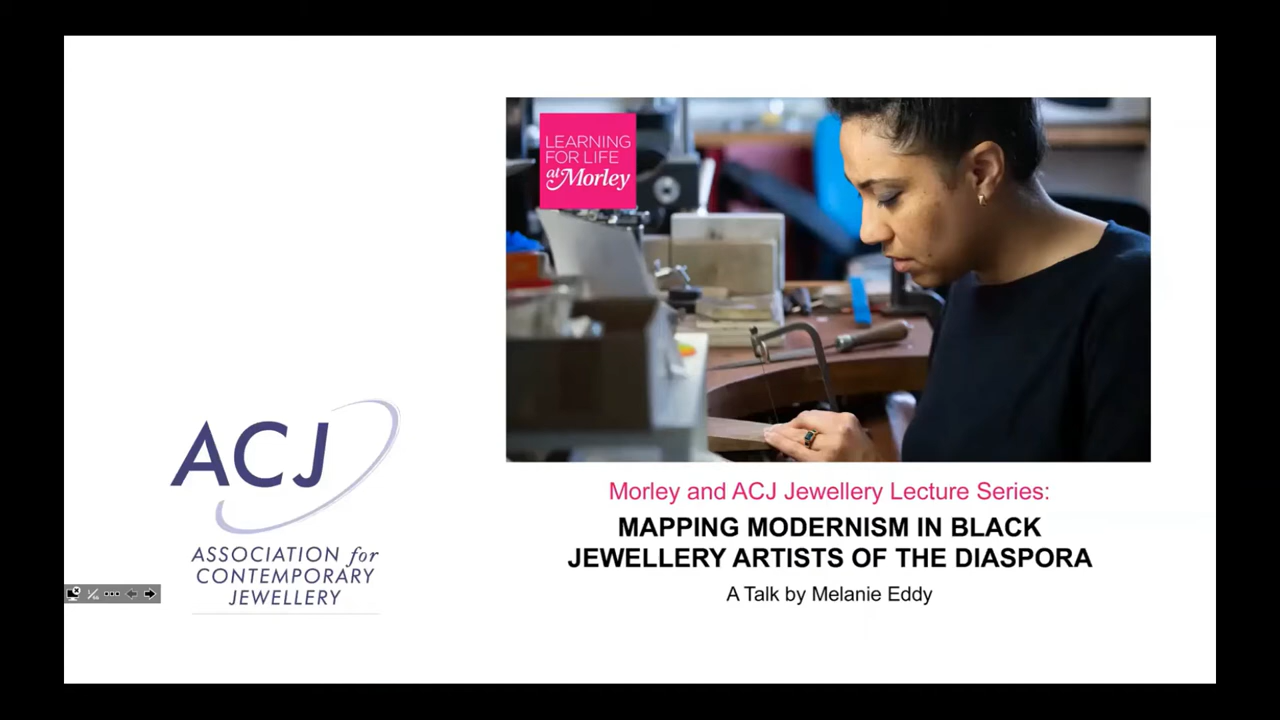 LEARNING
FOR LIFE
at Morley
ACJ
ASSOCIATION for
CONTEMPORARY
JEWELLERY
Morley and ACJ Jewellery Lecture Series:
MAPPING MODERNISM IN BLACK
JEWELLERY ARTISTS OF THE DIASPORA
A Talk by Melanie Eddy